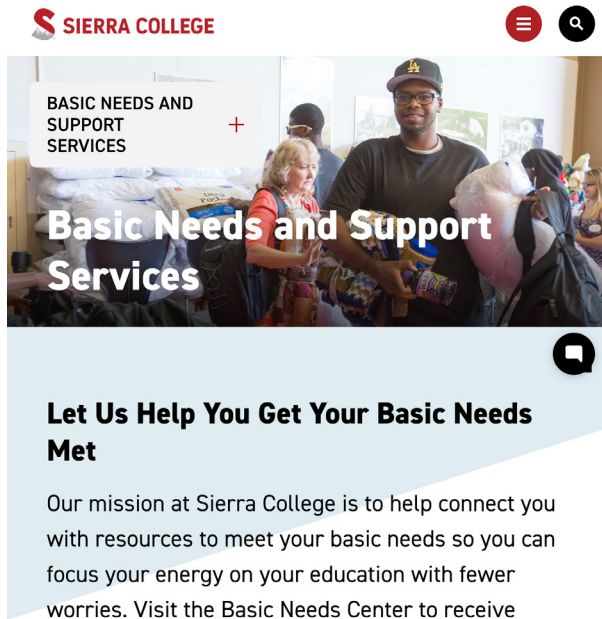 SIERRA COLLEGE
BASIC NEEDS AND
SUPPORT
SERVICES
LA
Basic Needs and Support
Services
Let Us Help You Get Your Basic Needs
Met
Our mission at Sierra College is to help connect you
with resources to meet your basic needs so you can
focus your energy on your education with fewer
worries. Visit the Basic Needs Center to receive